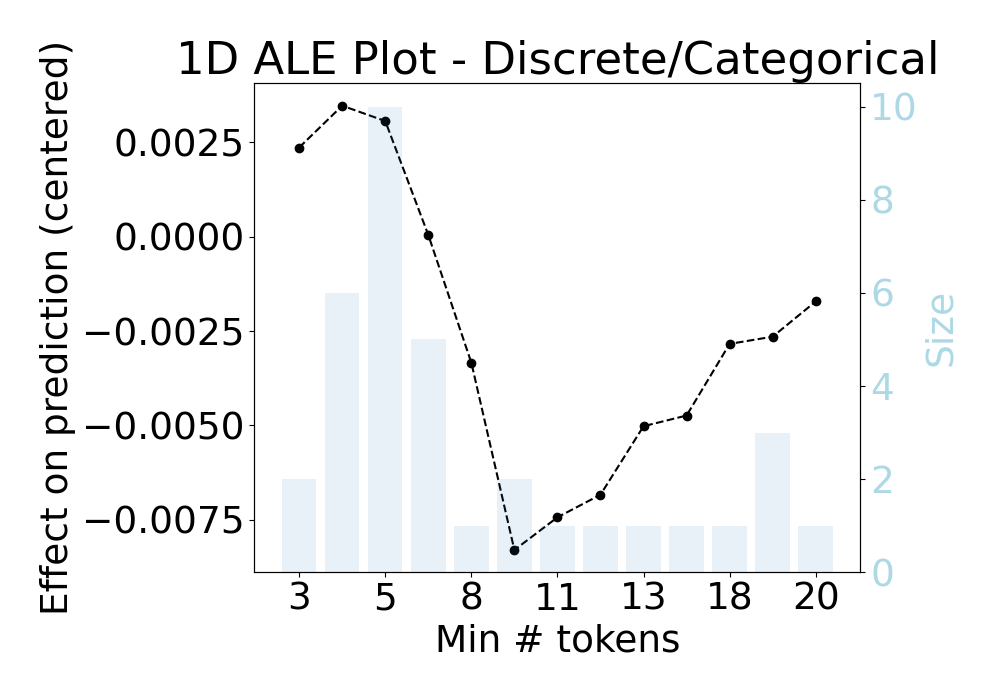 1D ALE Plot - Discrete/Categorical
Effect on prediction (centered)
0.0025
0.0000
−0.0025
−0.0050
−0.0075
10
8
6
4
2
0
Size
3 5 8 11 13 18 20
Min # tokens